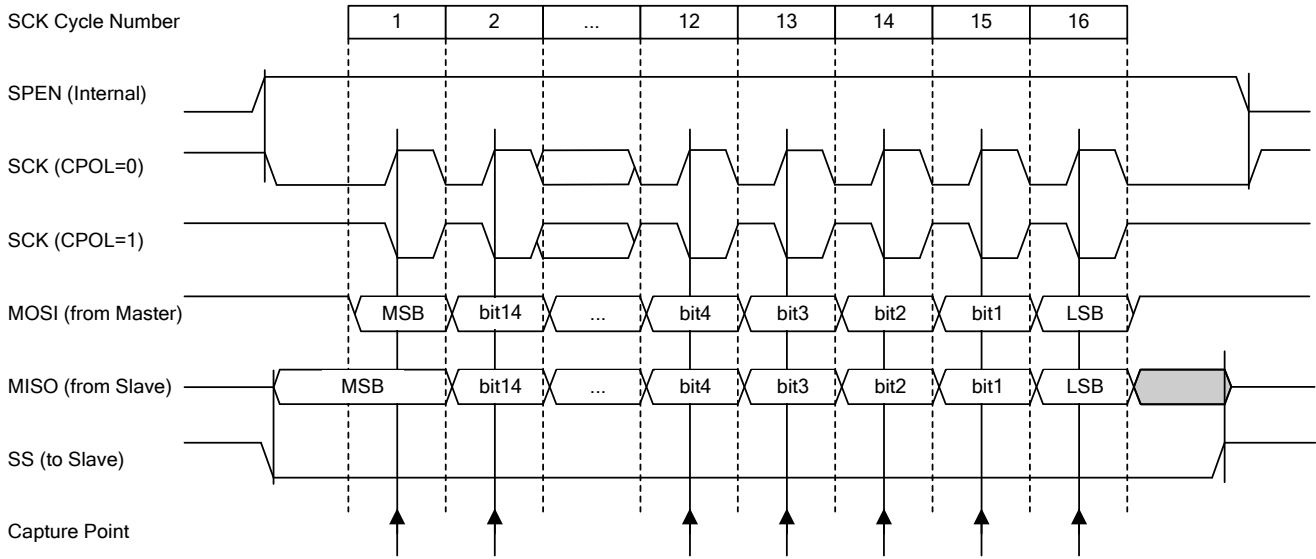 SCK Cycle Number 1 2 ... 12 13 14 15 16
SPEN (Internal)
SCK (CPOL=0)
SCK (CPOL=1)
MOSI (from Master) MSB bit14 ... bit4 bit3 bit2 bit1 LSB
MISO (from Slave) MSB bit14 ... bit4 bit3 bit2 bit1 LSB
SS (to Slave)
Capture Point